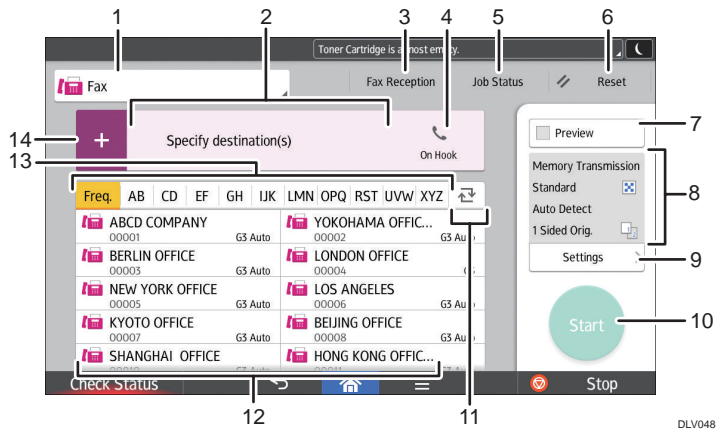 1 2 3 4 5 6
Toner Cartridge is almost empty.
Fax
Fax Reception
Job Status
Reset
14
+
Specify destination(s)
On Hook
Preview
7
13
Memory Transmission
Standard
Auto Detect
1 Sided Orig.
8
Freq. AB CD EF GH IJK LMN OPQ RST UVW XYZ
ABCD COMPANY
00001 G3 Auto
YOKOHAMA OFFIC...
00002 G3 Auto
BERLIN OFFICE
00003 G3 Auto
LONDON OFFICE
00004
Settings
9
NEW YORK OFFICE
00005 G3 Auto
LOS ANGELES
00006 G3 Auto
KYOTO OFFICE
00007 G3 Auto
BEIJING OFFICE
00008 G3 Auto
Start
10
SHANGHAI OFFICE
HONG KONG OFFIC...
Check Status
Stop
12 11
DLV048